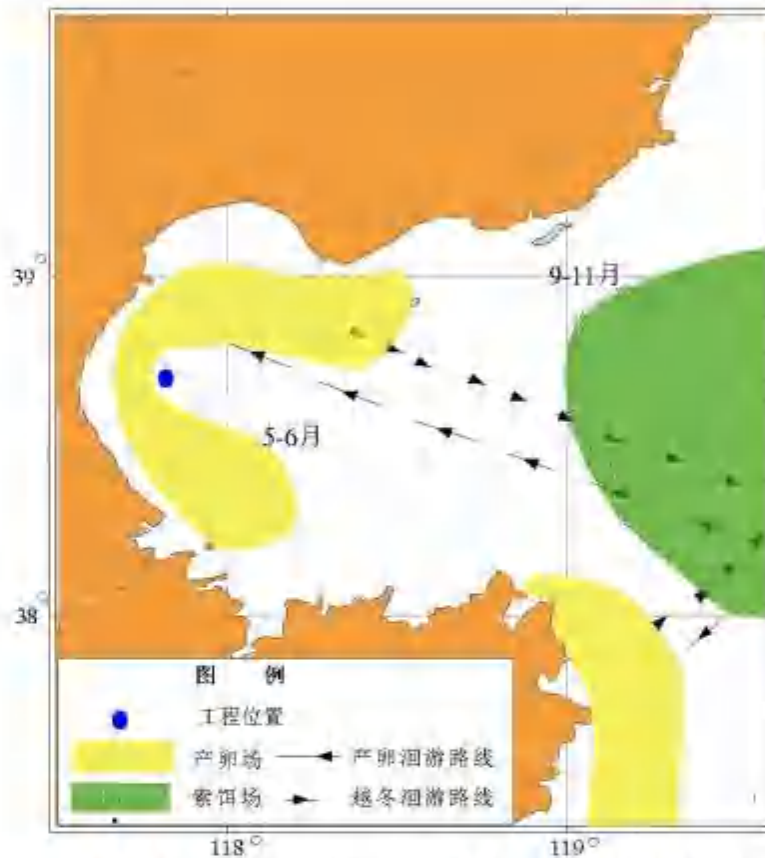 39°
9-11月
5-6月
38°
图 例
工程位置
产卵场 产卵洄游路线
索饵场 越冬洄游路线
118° 119°